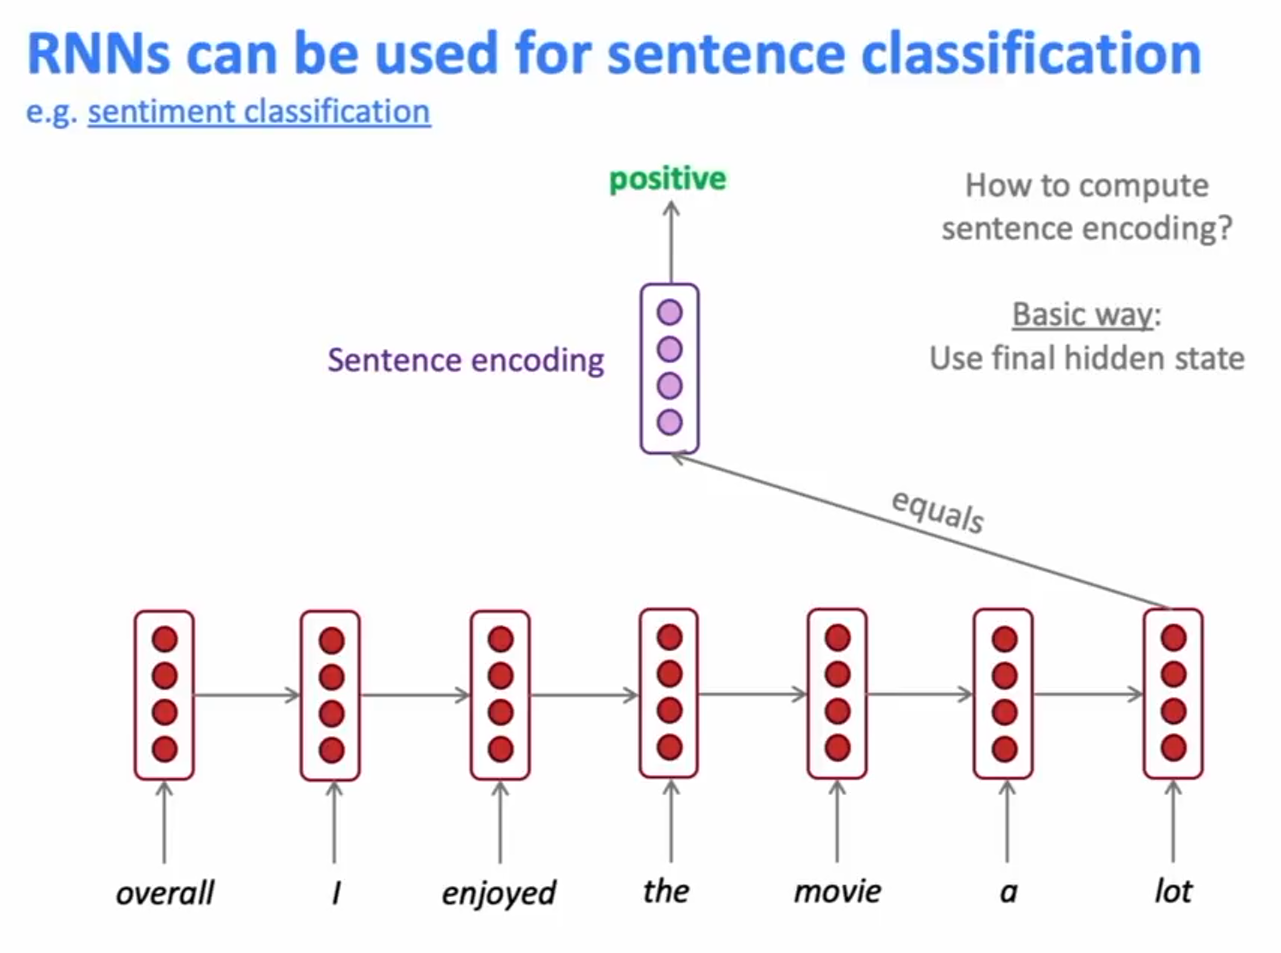 RNNs can be used for sentence classification
e.g. sentiment classification
positive
How to compute
sentence encoding?
Basic way:
Use final hidden state
Sentence encoding
equals
overall I enjoyed the movie a lot